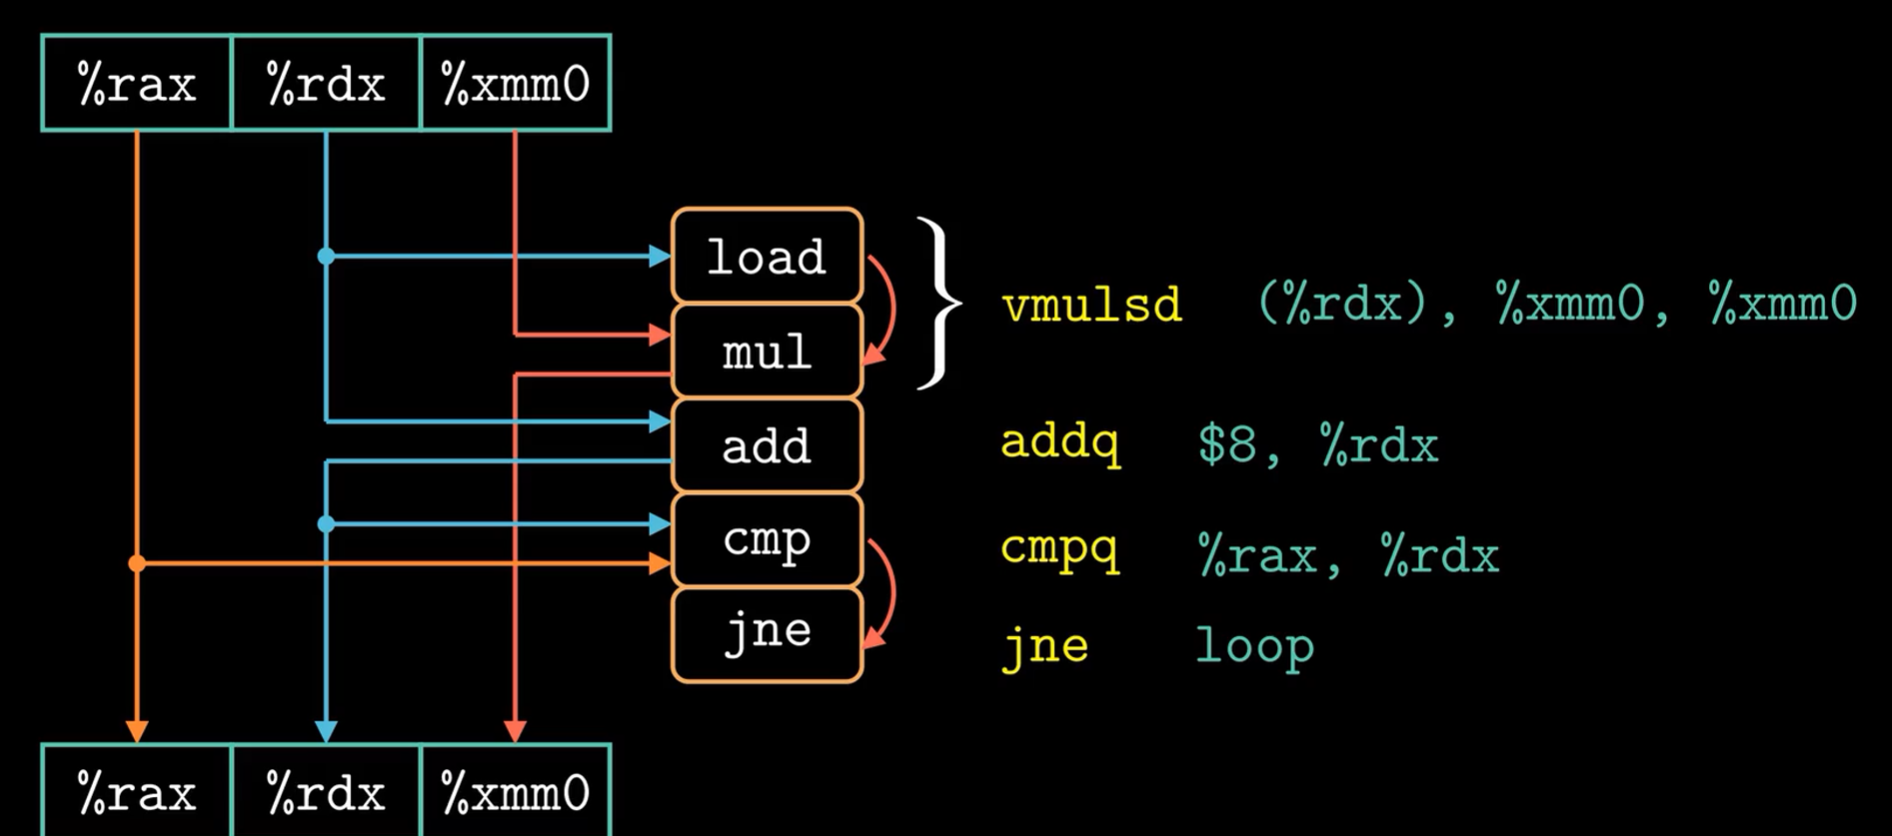 %rax %rdx %xmm0
load
vmulsd (%rdx), %xmm0, %xmm0
mul
add
addq $8, %rdx
cmp
cmpq %rax, %rdx
jne
jne loop
%rax %rdx %xmm0